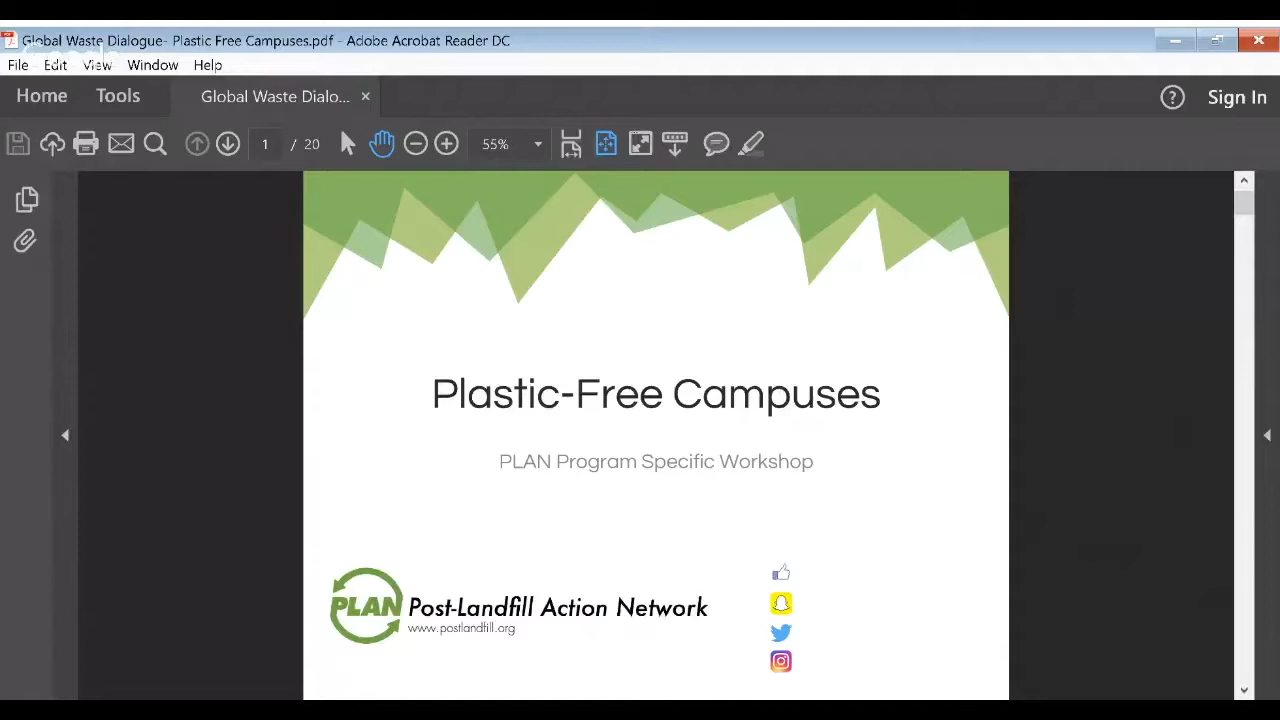 Global Waste Dialogue- Plastic Free Campuses.pdf - Adobe Acrobat Reader DC
Google
File Edit View Window Help
Home Tools Global Waste Dialo... × ? Sign In
1 / 20 55%
Plastic-Free Campuses
PLAN Program Specific Workshop
PLAN Post-Landfill Action Network
www.postlandfill.org